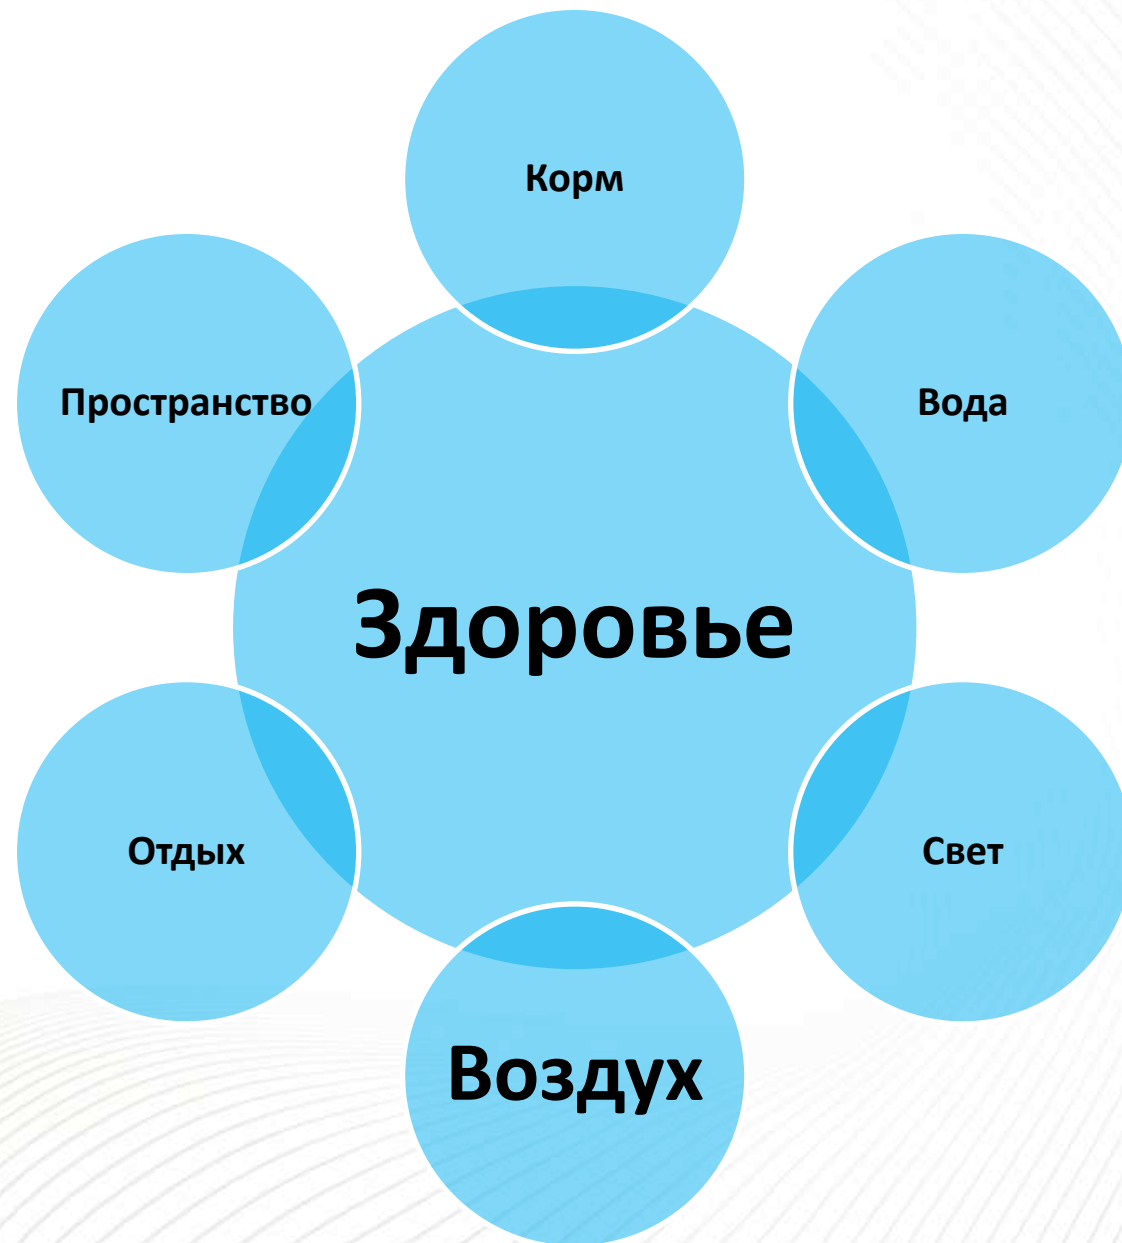 Корм
Пространство
Вода
Здоровье
Отдых
Свет
Воздух